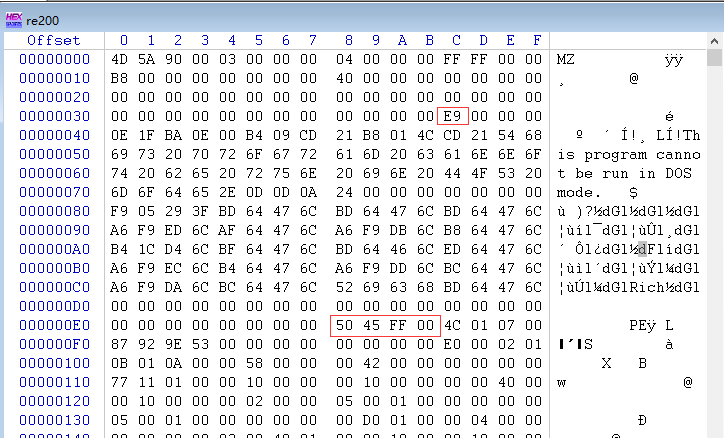 HEX re200
Offset 0 1 2 3 4 5 6 7 8 9 A B C D E F
00000000 4D 5A 90 00 03 00 00 00 04 00 00 00 FF FF 00 00 MZ ÿÿ
00000010 B8 00 00 00 00 00 00 00 40 00 00 00 00 00 00 00 ¸ @
00000020 00 00 00 00 00 00 00 00 00 00 00 00 00 00 00 00
00000030 00 00 00 00 00 00 00 00 00 00 00 00 E9 00 00 00 é
00000040 0E 1F BA 0E 00 B4 09 CD 21 B8 01 4C CD 21 54 68 º ´ Í!¸ LÍ!Th
00000050 69 73 20 70 72 6F 67 72 61 6D 20 63 61 6E 6E 6F is program canno
00000060 74 20 62 65 20 72 75 6E 20 69 6E 20 44 4F 53 20 t be run in DOS
00000070 6D 6F 64 65 2E 0D 0D 0A 24 00 00 00 00 00 00 00 mode. $
00000080 F9 05 29 3F BD 64 47 6C BD 64 47 6C BD 64 47 6C ù )?½dGl½dGl½dGl
00000090 A6 F9 ED 6C AF 64 47 6C A6 F9 DB 6C B8 64 47 6C ¦ùíl¯dGl¦ùÛl¸dGl
000000A0 B4 1C D4 6C BF 64 47 6C BD 64 46 6C ED 64 47 6C ´ Ôl¿dGl½dFlídGl
000000B0 A6 F9 EC 6C B4 64 47 6C A6 F9 DD 6C BC 64 47 6C ¦ùìl´dGl¦ùÝl¼dGl
000000C0 A6 F9 DA 6C BC 64 47 6C 52 69 63 68 BD 64 47 6C ¦ùÚl¼dGlRich½dGl
000000D0 00 00 00 00 00 00 00 00 00 00 00 00 00 00 00 00
000000E0 00 00 00 00 00 00 00 00 50 45 FF 00 4C 01 07 00 PEÿ L
000000F0 87 92 9E 53 00 00 00 00 00 00 00 00 E0 00 02 01 S à
00000100 0B 01 0A 00 00 58 00 00 00 42 00 00 00 00 00 00 X B
00000110 77 11 01 00 00 10 00 00 00 10 00 00 00 00 40 00 w @
00000120 00 10 00 00 00 02 00 00 05 00 01 00 00 00 00 00
00000130 05 00 01 00 00 00 00 00 00 D0 01 00 00 04 00 00 Ð